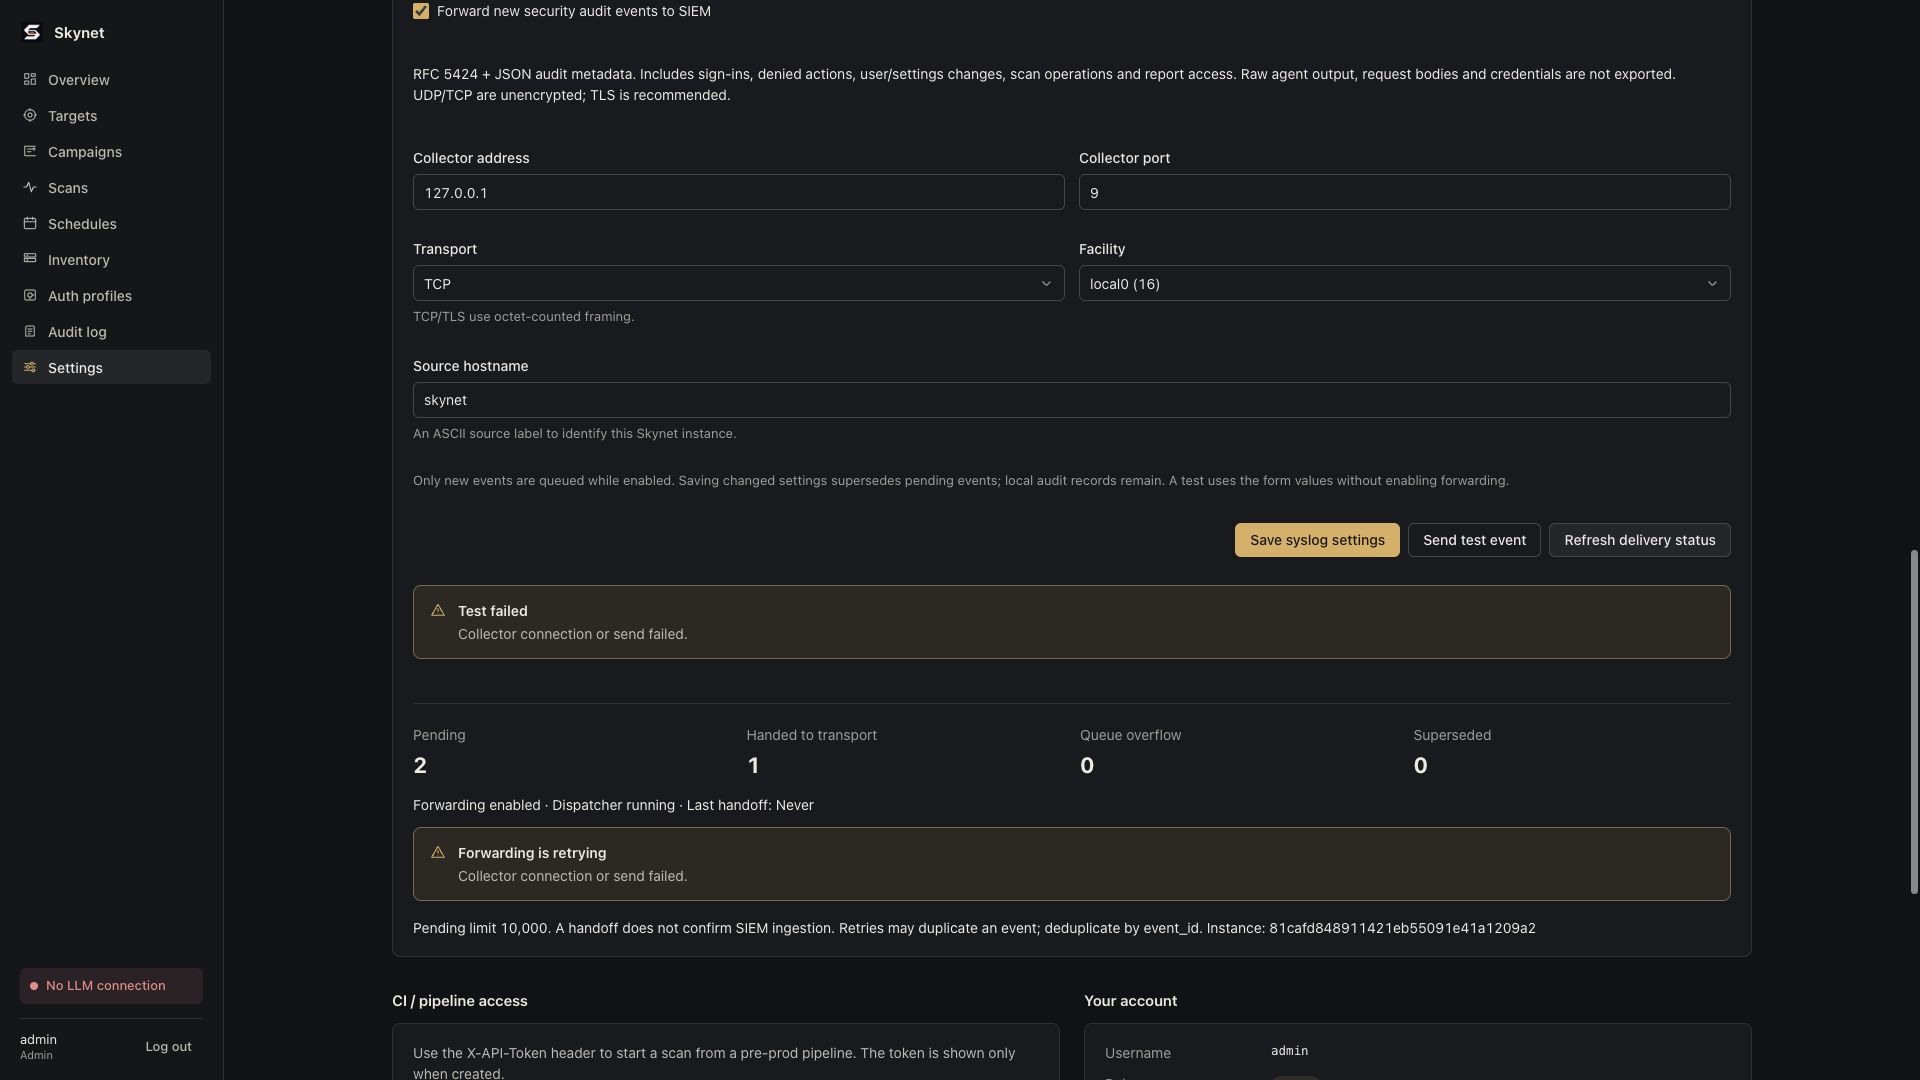 Skynet
Overview
Targets
Campaigns
Scans
Schedules
Inventory
Auth profiles
Audit log
Settings
No LLM connection
admin
Admin
Log out
Forward new security audit events to SIEM
RFC 5424 + JSON audit metadata. Includes sign-ins, denied actions, user/settings changes, scan operations and report access. Raw agent output, request bodies and credentials are not exported.
UDP/TCP are unencrypted; TLS is recommended.
Collector address
Collector port
127.0.0.1
9
Transport
Facility
TCP
local0 (16)
TCP/TLS use octet-counted framing.
Source hostname
skynet
An ASCII source label to identify this Skynet instance.
Only new events are queued while enabled. Saving changed settings supersedes pending events; local audit records remain. A test uses the form values without enabling forwarding.
Save syslog settings
Send test event
Refresh delivery status
Test failed
Collector connection or send failed.
Pending
Handed to transport
Queue overflow
Superseded
2
1
0
0
Forwarding enabled · Dispatcher running · Last handoff: Never
Forwarding is retrying
Collector connection or send failed.
Pending limit 10,000. A handoff does not confirm SIEM ingestion. Retries may duplicate an event; deduplicate by event_id. Instance: 81cafd848911421eb55091e41a1209a2
CI / pipeline access
Your account
Use the X-API-Token header to start a scan from a pre-prod pipeline. The token is shown only
when created.
Username
admin